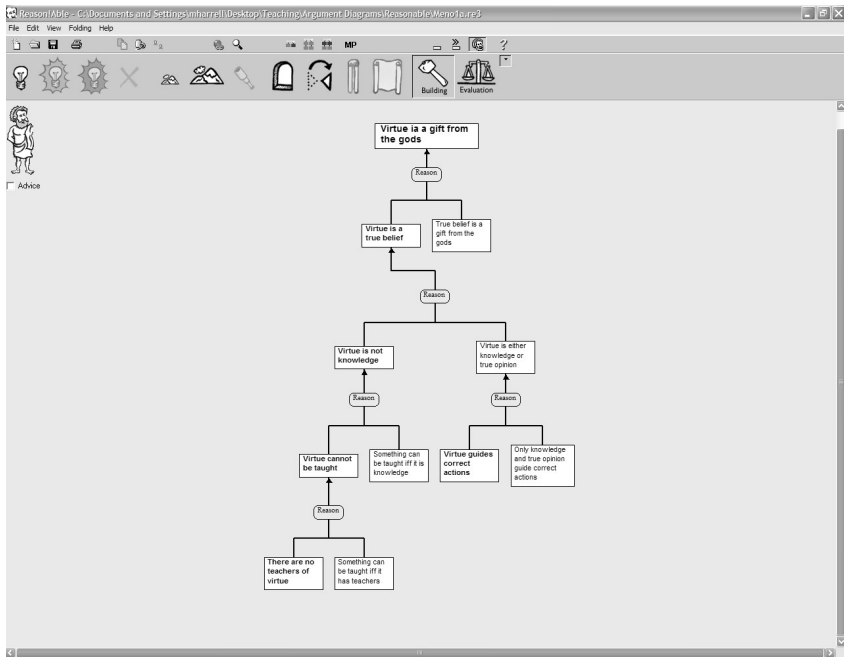 Reason!Able - C:\Documents and Settings\mharrell\Desktop\Teaching\Argument Diagrams\Reasonable\Meno1a.re3
File Edit View Folding Help
MP
Building
Evaluation
Advice
Virtue ia a gift from
the gods
Reason
Virtue is a
true belief
True belief is a
gift from the
gods
Reason
Virtue is not
knowledge
Virtue is either
knowledge or
true opinion
Reason
Reason
Virtue cannot
be taught
Something can
be taught iff it is
knowledge
Virtue guides
correct
actions
Only knowledge
and true opinion
guide correct
actions
Reason
There are no
teachers of
virtue
Something can
be taught iff it
has teachers